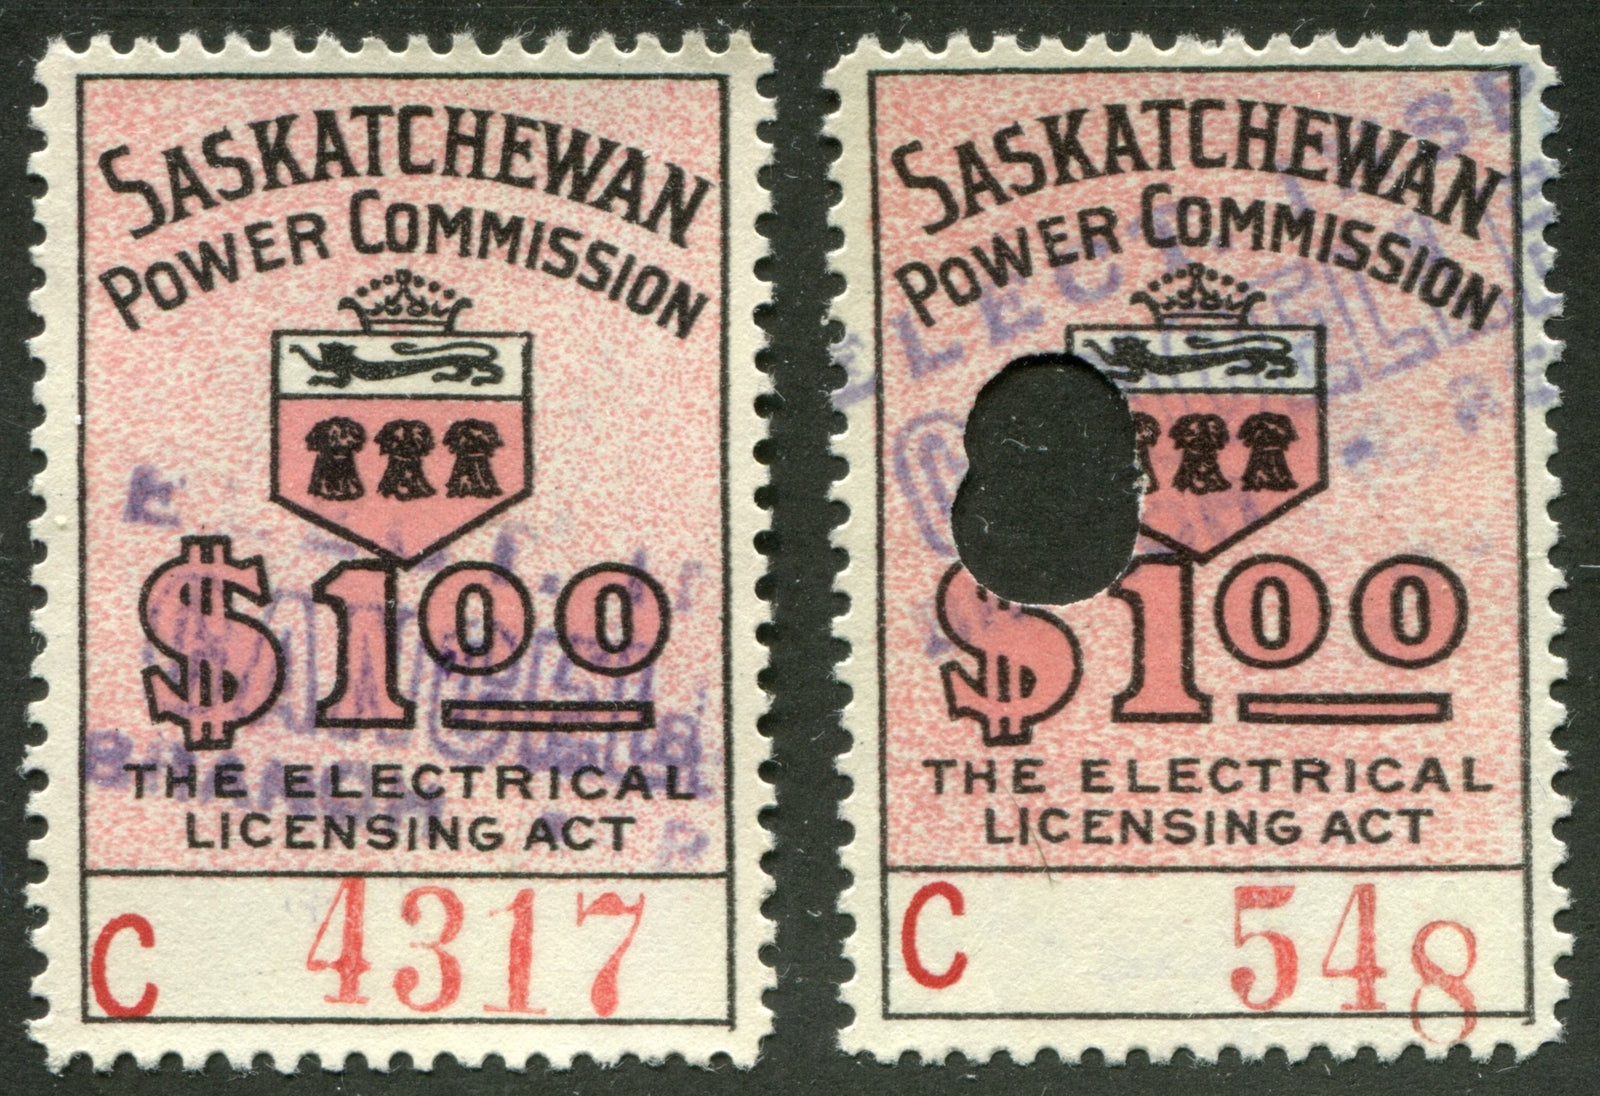 SASKATCHEWAN
POWER COMMISSION
$1.00
THE ELECTRICAL
LICENSING ACT
C 4317
SASKATCHEWAN
POWER COMMISSION
$1.00
THE ELECTRICAL
LICENSING ACT
C 548